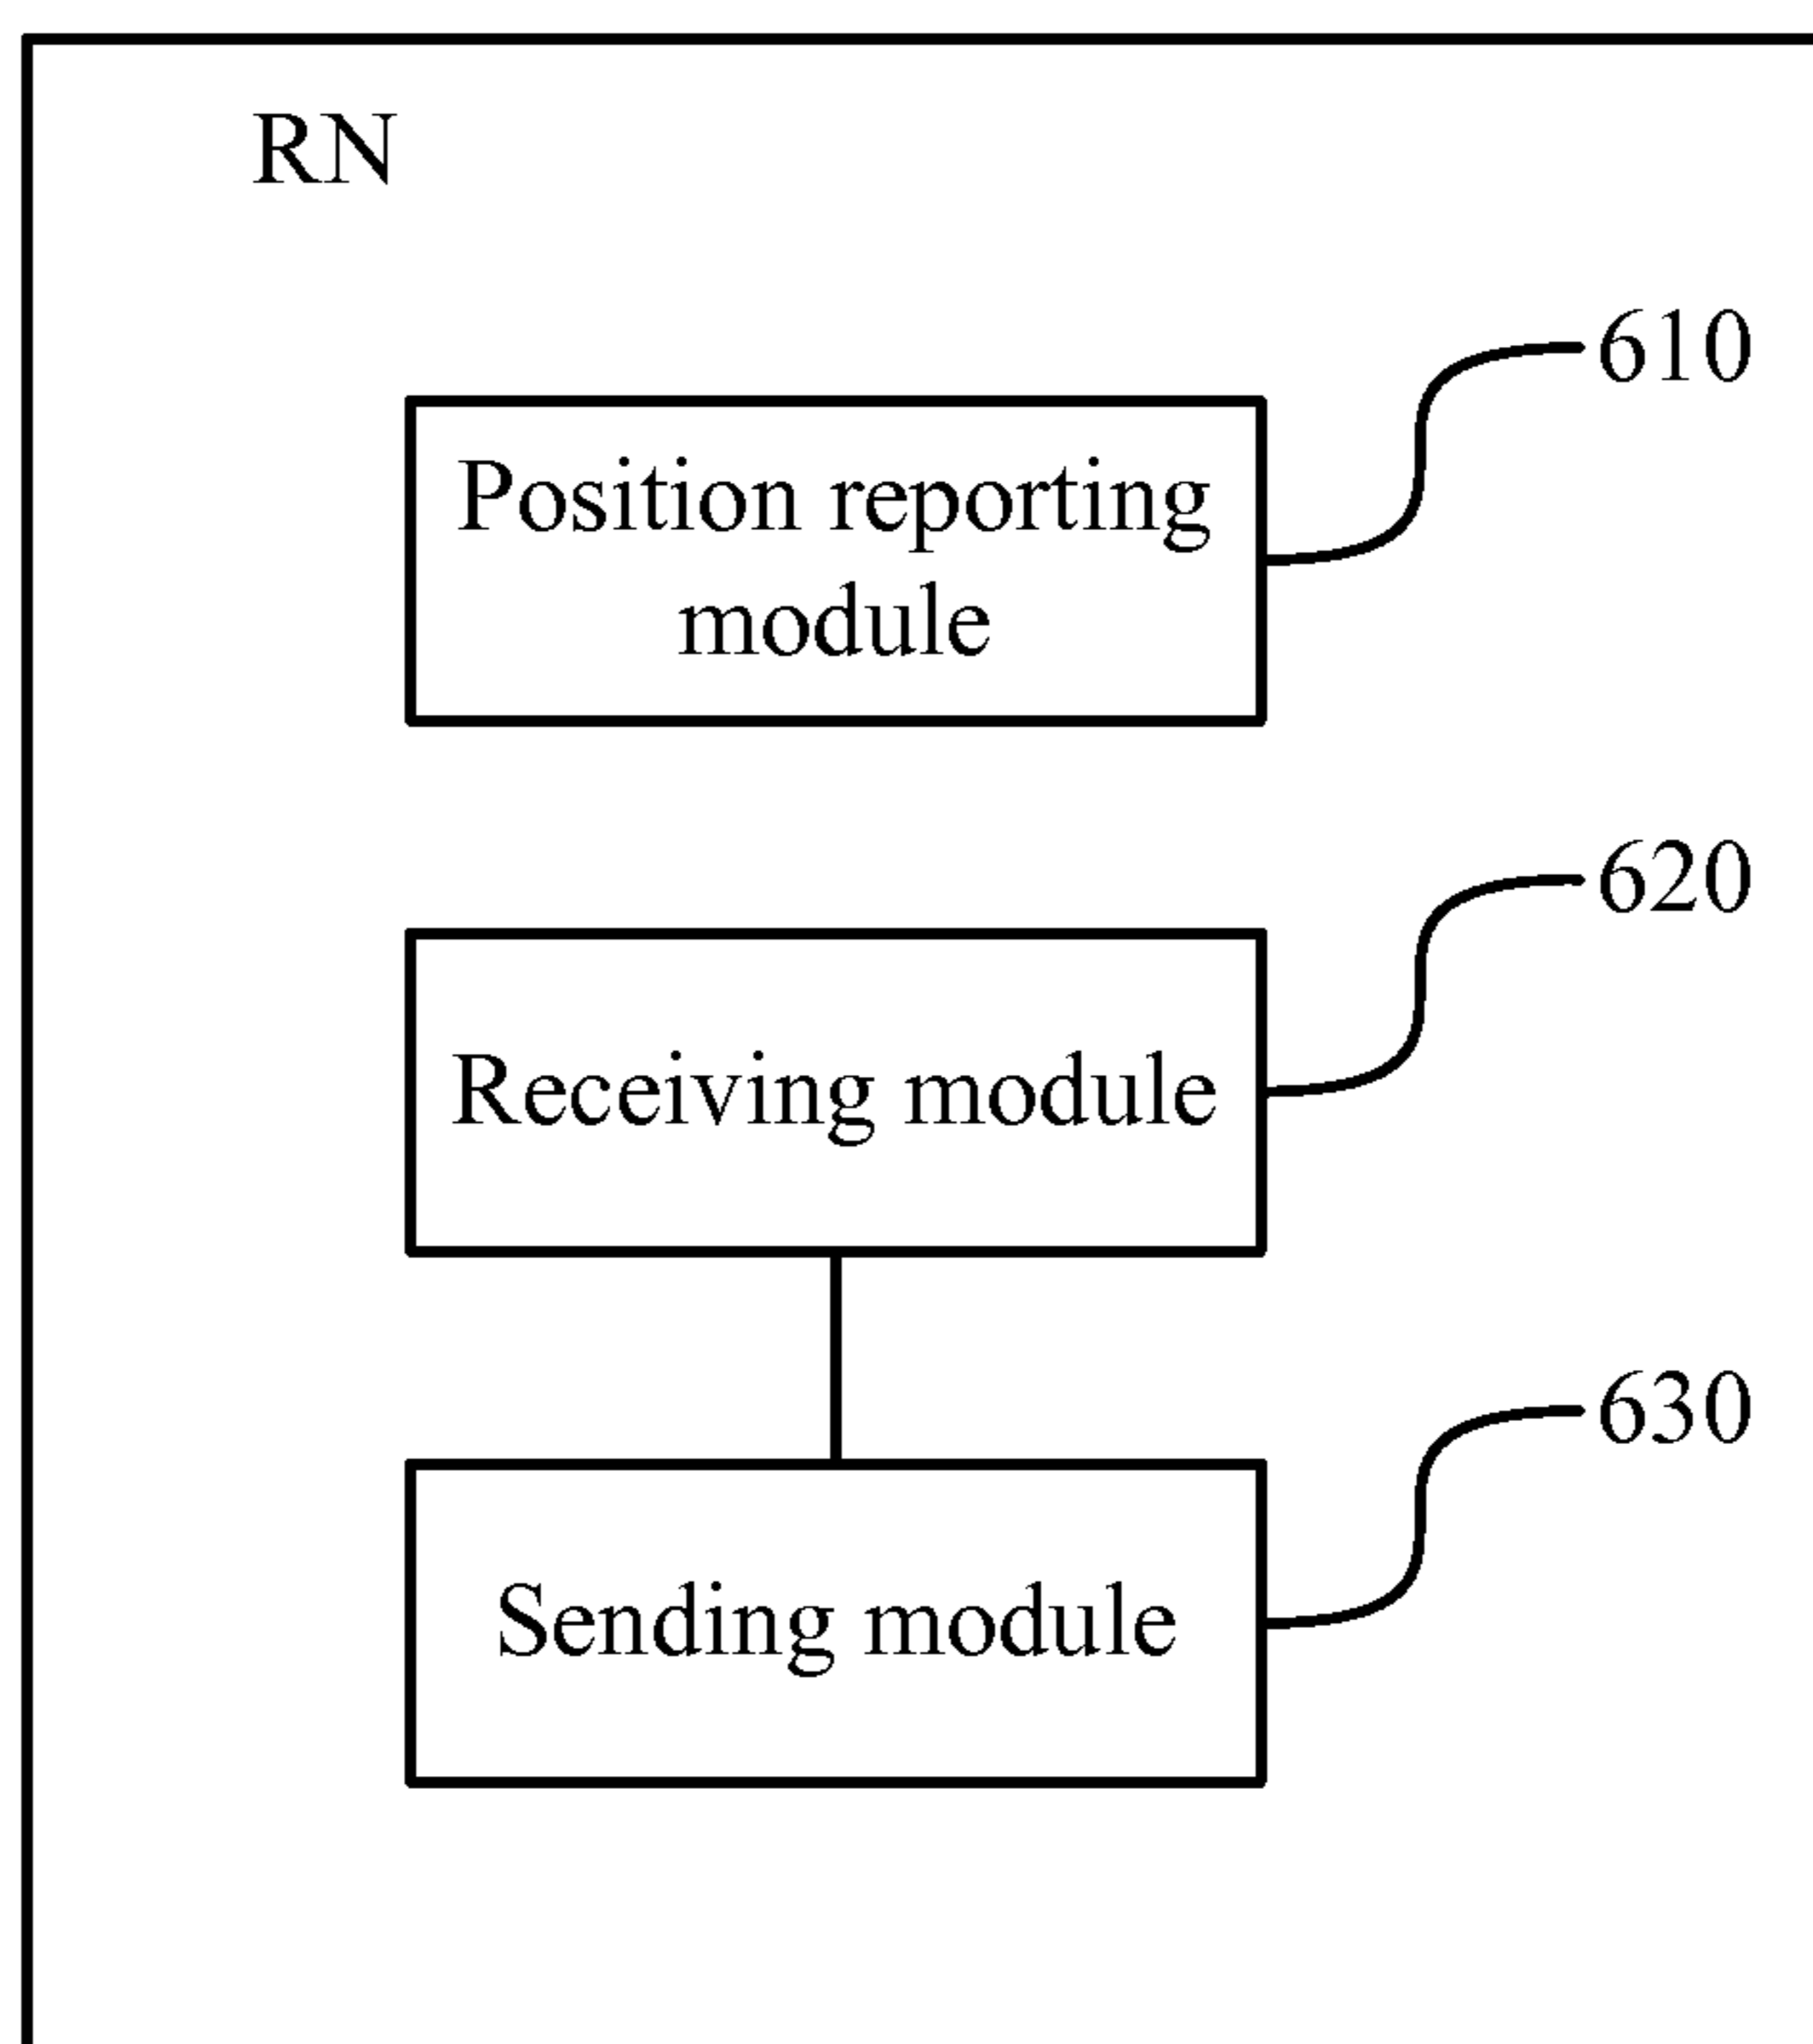 RN
610
Position reporting
module
620
Receiving module
630
Sending module